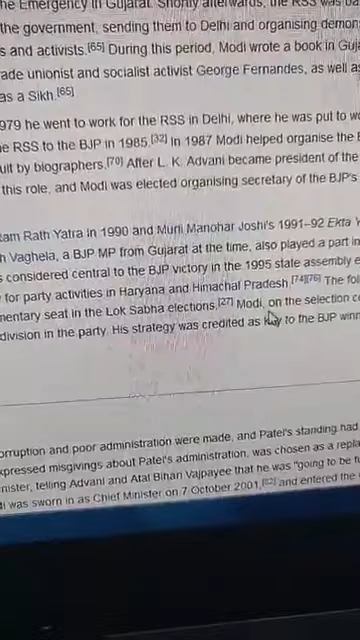 the Emergency in Gujarat. Shortly afterwards, the RSS was
the government, sending them to Delhi and organising demons
s and activists.[65] During this period, Modi wrote a book in Guj
ade unionist and socialist activist George Fernandes, as well as
as a Sikh.[65]
979 he went to work for the RSS in Delhi, where he was put to wo
e RSS to the BJP in 1985.[32] In 1987 Modi helped organise the B
uit by biographers.[70] After L. K. Advani became president of the
this role, and Modi was elected organising secretary of the BJP's
Ram Rath Yatra in 1990 and Murli Manohar Joshi's 1991–92 Ekta Y
h Vaghela, a BJP MP from Gujarat at the time, also played a part in
s considered central to the BJP victory in the 1995 state assembly e
y for party activities in Haryana and Himachal Pradesh.[74][76] The fol
mentary seat in the Lok Sabha elections.[27] Modi, on the selection co
division in the party. His strategy was credited as key to the BJP winn
orruption and poor administration were made, and Patel's standing had
xpressed misgivings about Patel's administration, was chosen as a repla
nister, telling Advani and Atal Bihari Vajpayee that he was "going to be fu
di was sworn in as Chief Minister on 7 October 2001,[82] and entered the